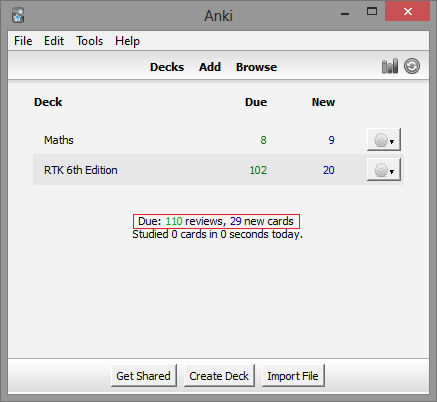 Anki
File Edit Tools Help
Decks Add Browse
Deck Due New
Maths 8 9
RTK 6th Edition 102 20
Due: 110 reviews, 29 new cards
Studied 0 cards in 0 seconds today.
Get Shared Create Deck Import File